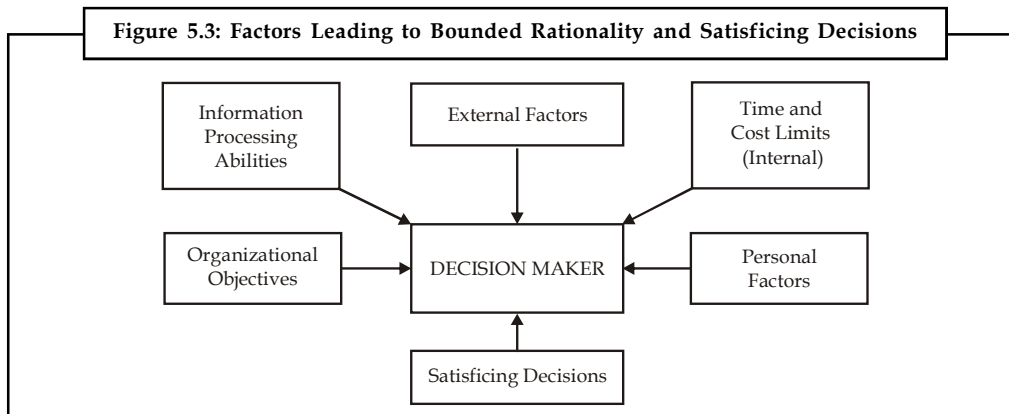 Figure 5.3: Factors Leading to Bounded Rationality and Satisficing Decisions
Information
Processing
Abilities
External Factors
Time and
Cost Limits
(Internal)
Organizational
Objectives
DECISION MAKER
Personal
Factors
Satisficing Decisions